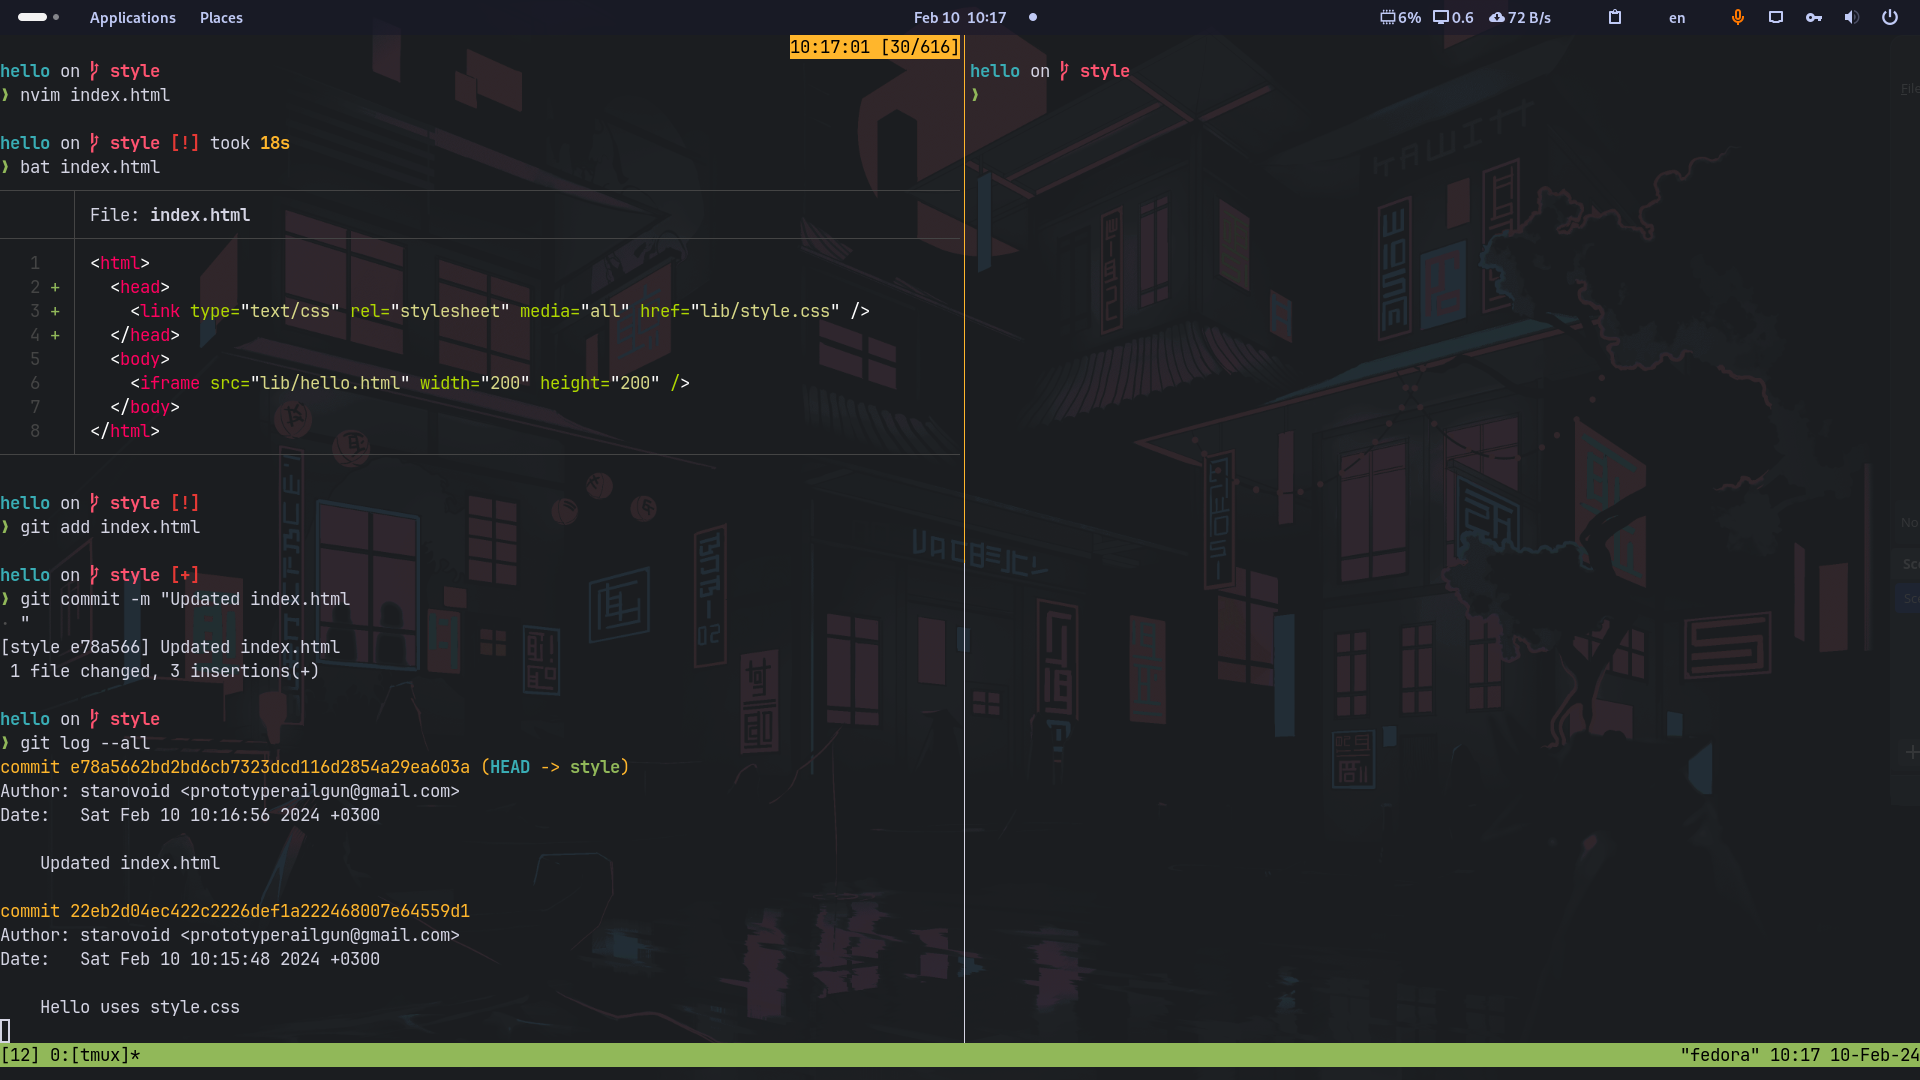 Applications Places Feb 10 10:17 6% 0.6 72 B/s en
10:17:01 [30/616]
hello on style
❯ nvim index.html
hello on style [!] took 18s
❯ bat index.html
File: index.html
1 <html>
2 + <head>
3 + <link type="text/css" rel="stylesheet" media="all" href="lib/style.css" />
4 + </head>
5 <body>
6 <iframe src="lib/hello.html" width="200" height="200" />
7 </body>
8 </html>
hello on style [!]
❯ git add index.html
hello on style [+]
❯ git commit -m "Updated index.html
· "
[style e78a566] Updated index.html
1 file changed, 3 insertions(+)
hello on style
❯ git log --all
commit e78a5662bd2bd6cb7323dcd116d2854a29ea603a (HEAD -> style)
Author: starovoid <prototyperailgun@gmail.com>
Date: Sat Feb 10 10:16:56 2024 +0300
Updated index.html
commit 22eb2d04ec422c2226def1a222468007e64559d1
Author: starovoid <prototyperailgun@gmail.com>
Date: Sat Feb 10 10:15:48 2024 +0300
Hello uses style.css
hello on style
❯
File
No
Sc
[12] 0:[tmux]* "fedora" 10:17 10-Feb-24